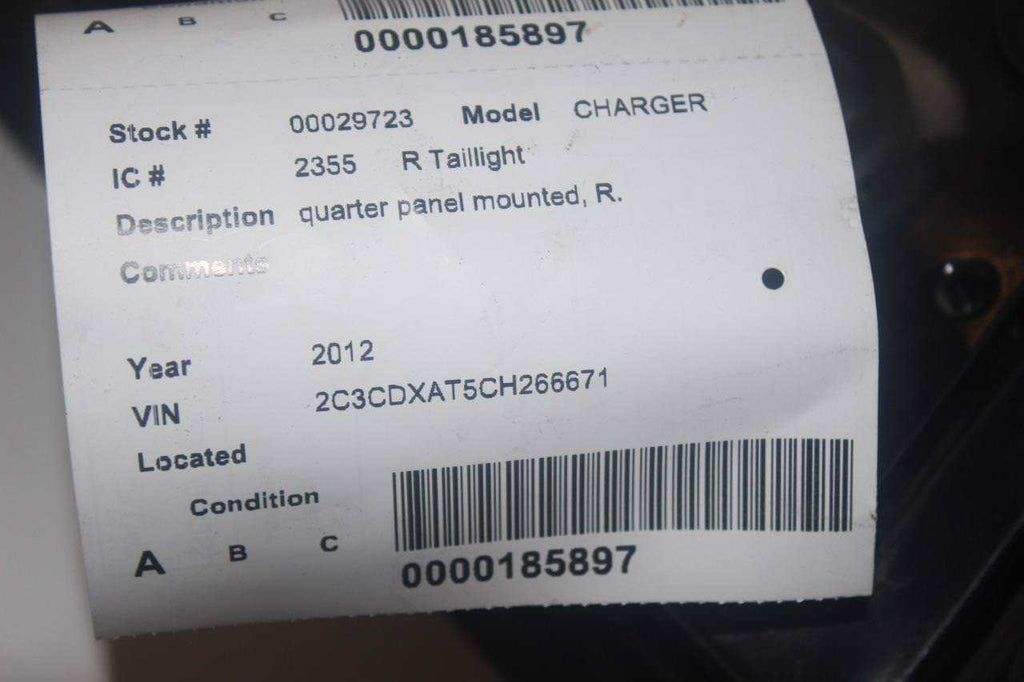 A B C
0000185897
Stock # 00029723 Model CHARGER
IC # 2355 R Taillight
Description quarter panel mounted, R.
Comments
Year 2012
VIN 2C3CDXAT5CH266671
Located
Condition
A B C
0000185897